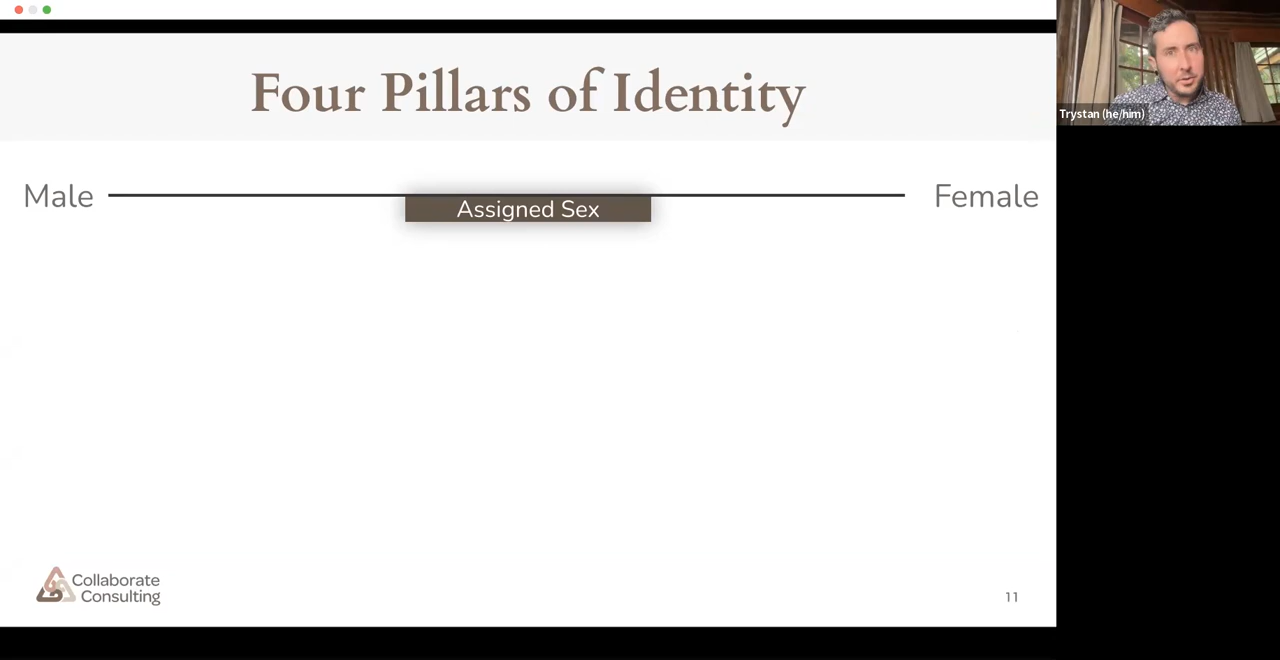 Four Pillars of Identity
Trystan (he/him)
Male
Assigned Sex
Female
Collaborate
Consulting
11